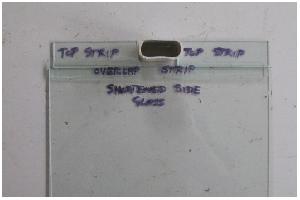 TOP STRIP TOP STRIP
OVERLAP STRIP
SHORTENED SIDE
GLASS